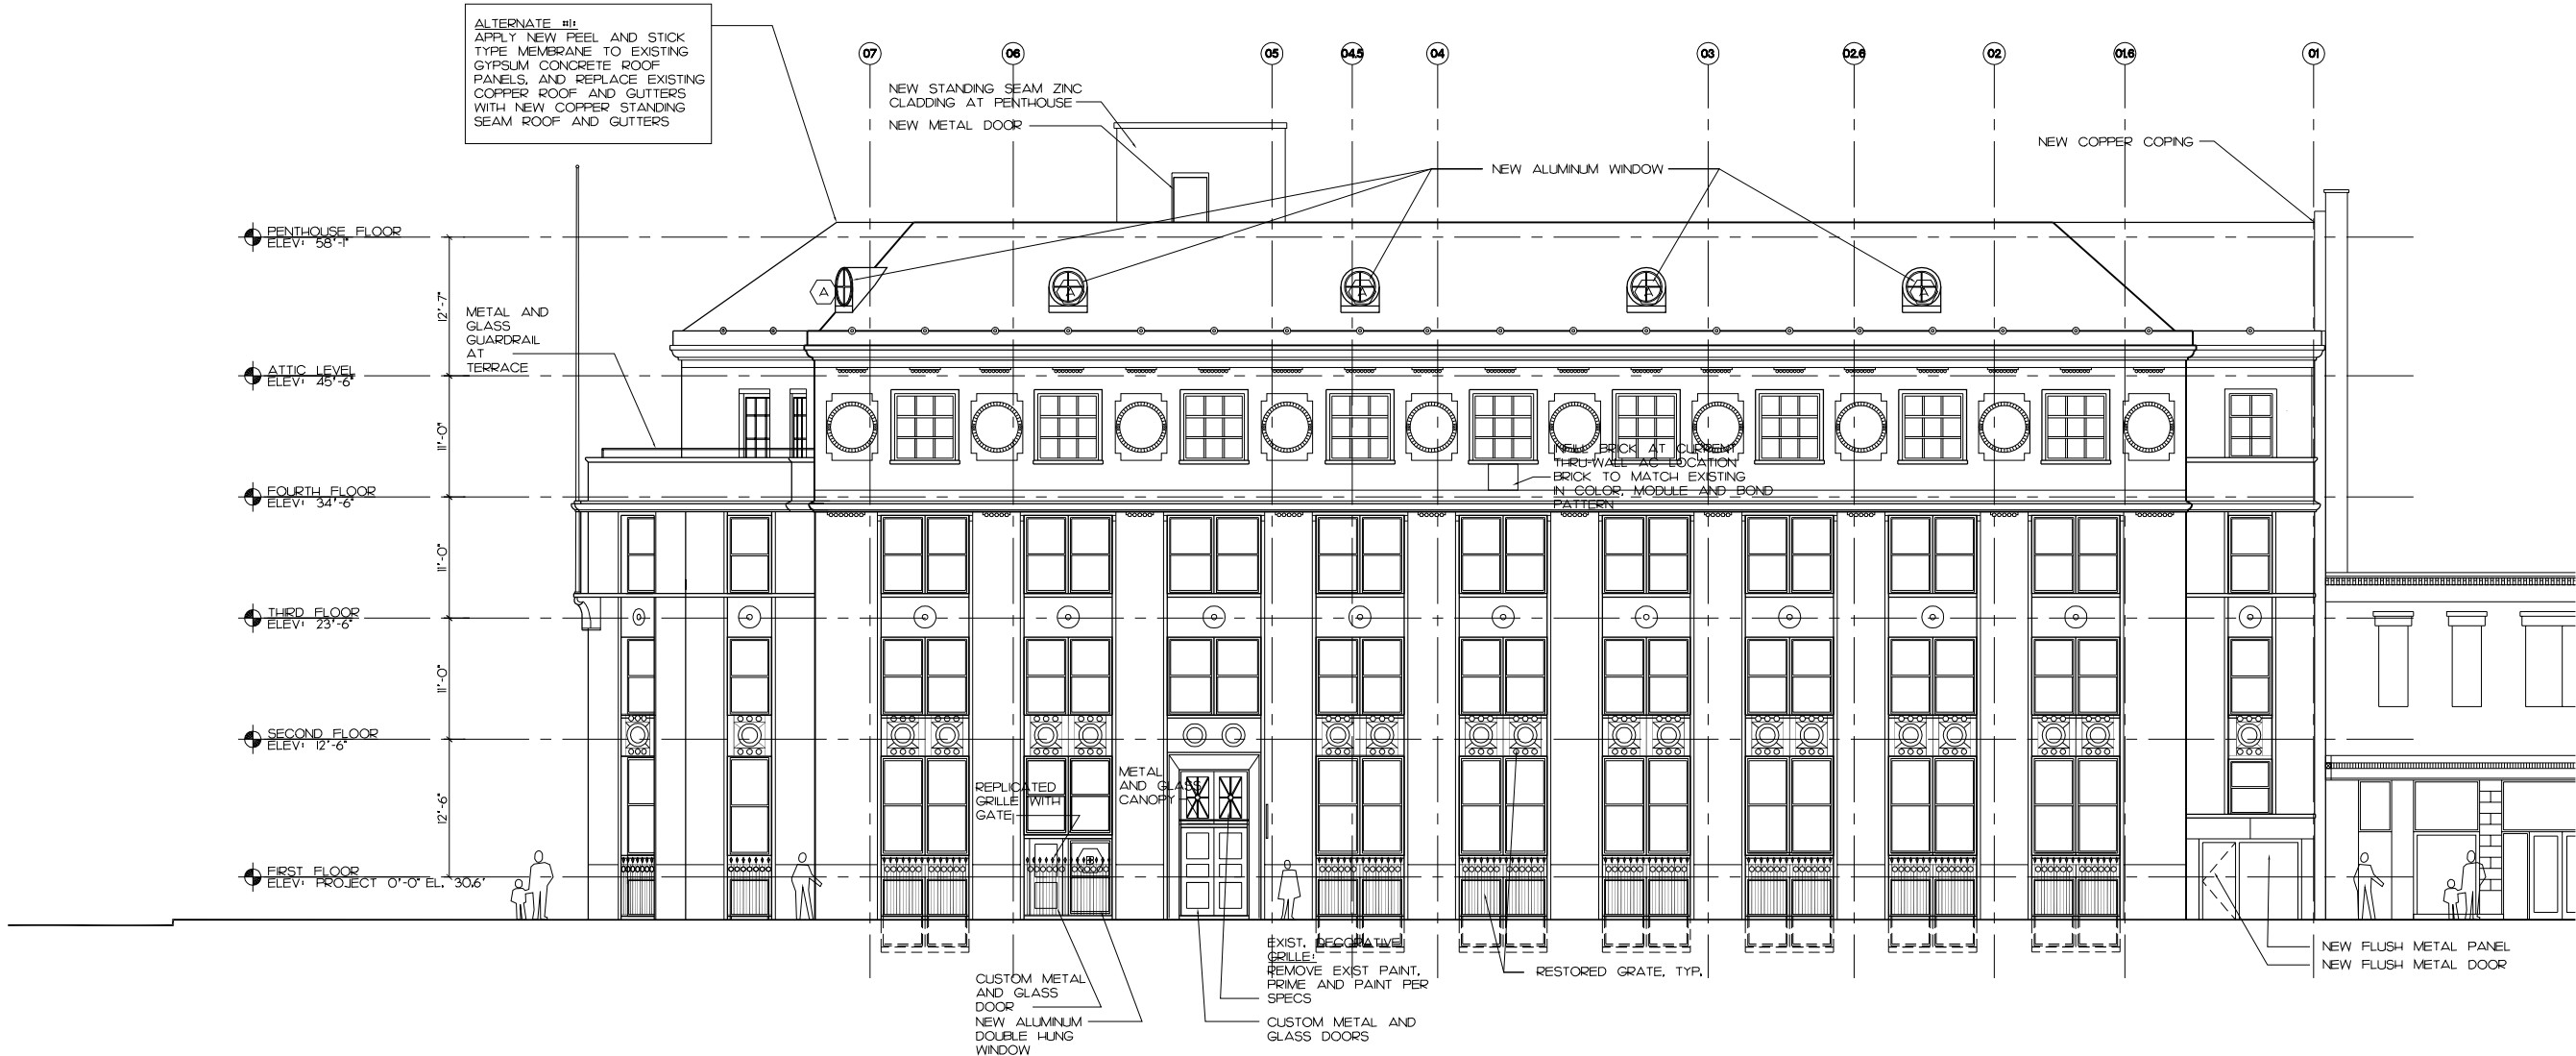 ALTERNATE #1:
APPLY NEW PEEL AND STICK
TYPE MEMBRANE TO EXISTING
GYPSUM CONCRETE ROOF
PANELS, AND REPLACE EXISTING
COPPER ROOF AND GUTTERS
WITH NEW COPPER STANDING
SEAM ROOF AND GUTTERS
07
06
05
04.5
04
03
02.6
02
01.6
01
NEW STANDING SEAM ZINC
CLADDING AT PENTHOUSE
NEW METAL DOOR
NEW ALUMINUM WINDOW
NEW COPPER COPING
PENTHOUSE FLOOR
ELEV: 58'-1"
12'-7"
A
A
A
A
A
METAL AND
GLASS
GUARDRAIL
AT
TERRACE
ATTIC LEVEL
ELEV: 45'-6"
11'-0"
INFILL BRICK AT CURRENT
THRU-WALL AC LOCATION
BRICK TO MATCH EXISTING
IN COLOR, MODULE AND BOND
PATTERN
FOURTH FLOOR
ELEV: 34'-6"
11'-0"
THIRD FLOOR
ELEV: 23'-6"
11'-0"
SECOND FLOOR
ELEV: 12'-6"
12'-6"
REPLICATED
GRILLE WITH
GATE
METAL
AND GLASS
CANOPY
FIRST FLOOR
ELEV: PROJECT 0'-0" EL. 30.6'
CUSTOM METAL
AND GLASS
DOOR
NEW ALUMINUM
DOUBLE HUNG
WINDOW
EXIST. DECORATIVE
GRILLE:
REMOVE EXIST PAINT,
PRIME AND PAINT PER
SPECS
CUSTOM METAL AND
GLASS DOORS
RESTORED GRATE, TYP.
NEW FLUSH METAL PANEL
NEW FLUSH METAL DOOR